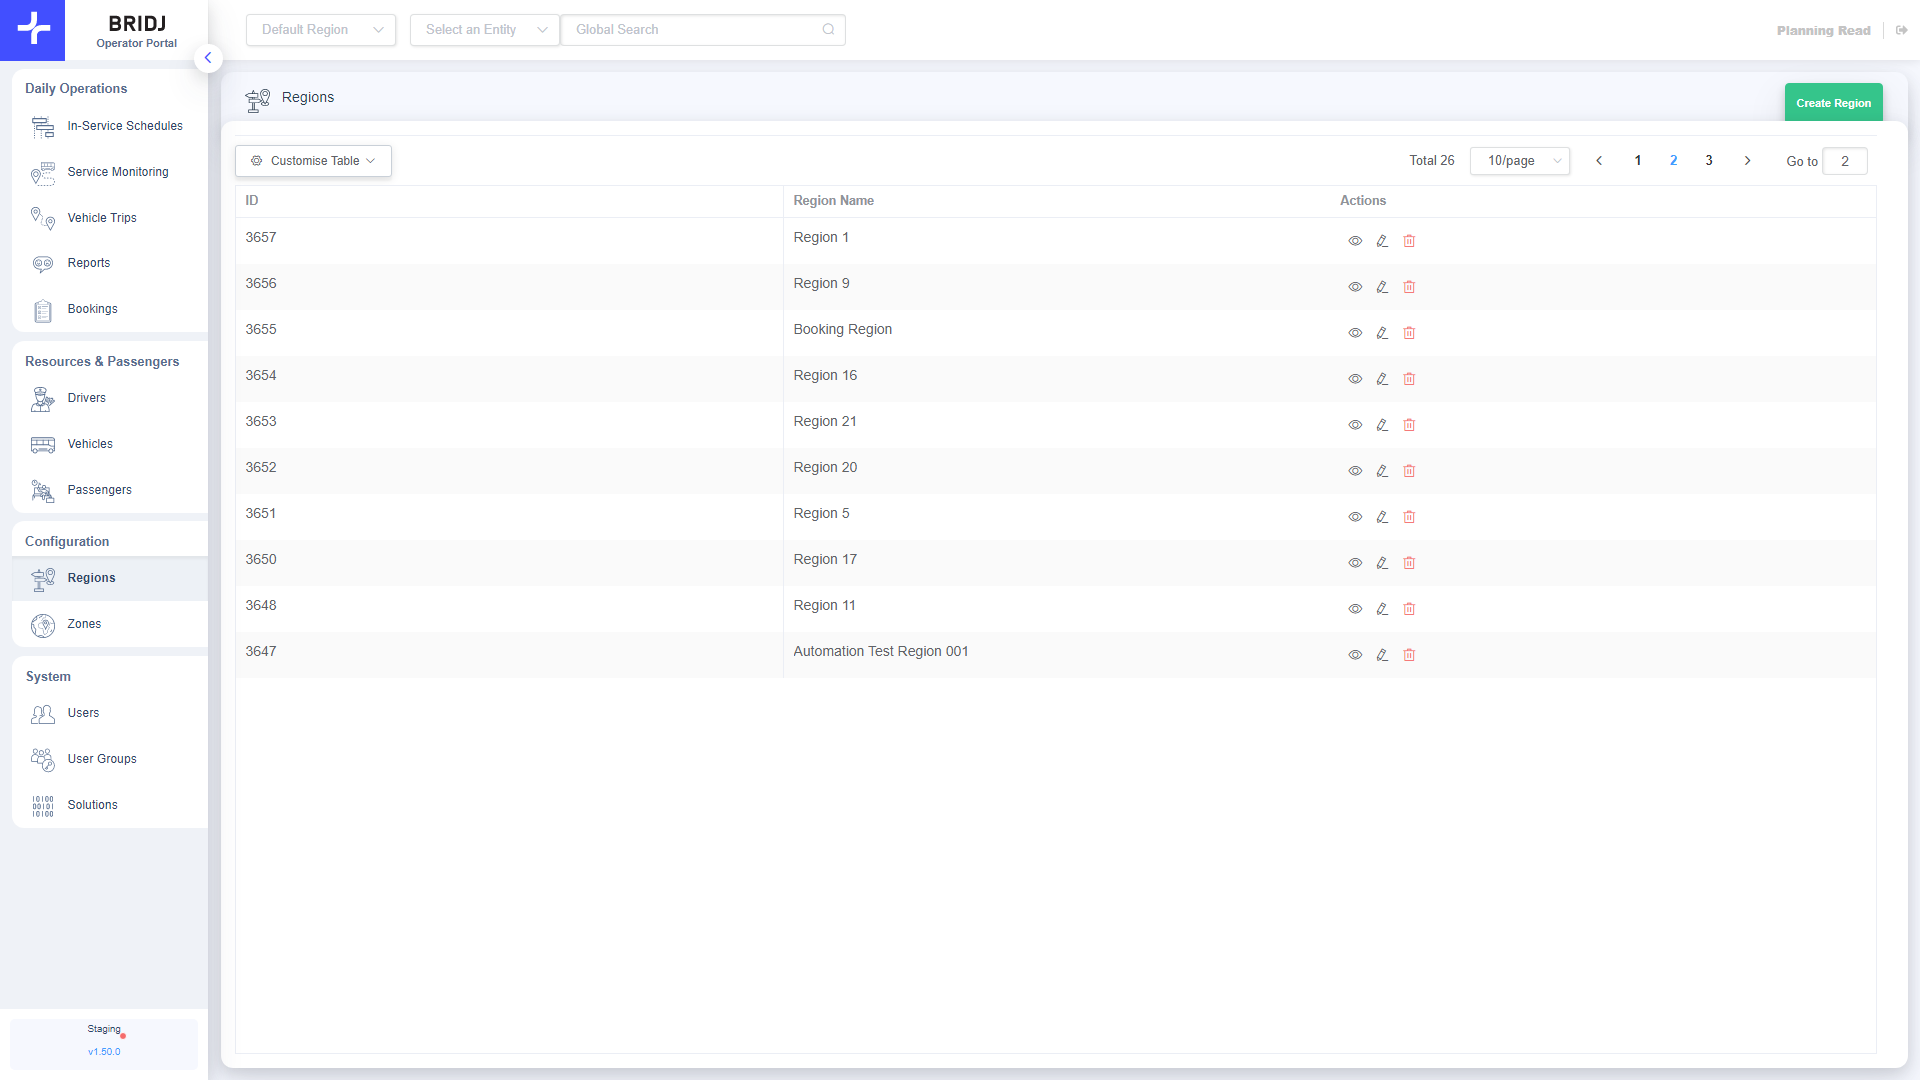 BRIDJ
Operator Portal
Default Region
Select an Entity
Global Search
Planning Read
Daily Operations
In-Service Schedules
Service Monitoring
Vehicle Trips
Reports
Bookings
Resources & Passengers
Drivers
Vehicles
Passengers
Configuration
Regions
Zones
System
Users
User Groups
Solutions
Staging
v1.50.0
Regions
Create Region
Customise Table
Total 26
10/page
1 2 3
Go to 2
ID Region Name Actions
3657 Region 1
3656 Region 9
3655 Booking Region
3654 Region 16
3653 Region 21
3652 Region 20
3651 Region 5
3650 Region 17
3648 Region 11
3647 Automation Test Region 001